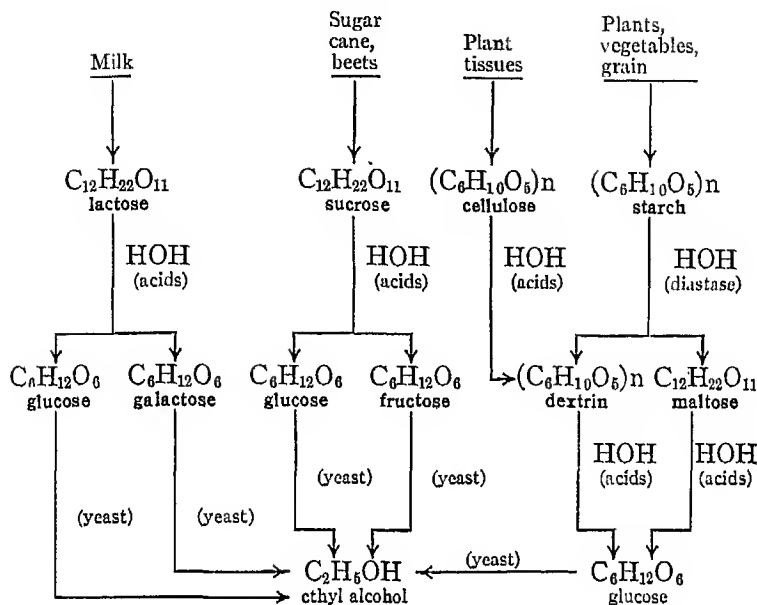 Milk
Sugar
cane,
beets
Plant
tissues
Plants,
vegetables,
grain
C12H22O11
lactose
C12H22O11
sucrose
(C6H10O5)n
cellulose
(C6H10O5)n
starch
HOH
(acids)
HOH
(acids)
HOH
(acids)
HOH
(diastase)
C6H12O6
glucose
C6H12O6
galactose
C6H12O6
glucose
C6H12O6
fructose
(C6H10O5)n
dextrin
C12H22O11
maltose
HOH
(acids)
HOH
(acids)
(yeast)
(yeast)
(yeast)
(yeast)
C2H5OH
ethyl alcohol
(yeast)
C6H12O6
glucose